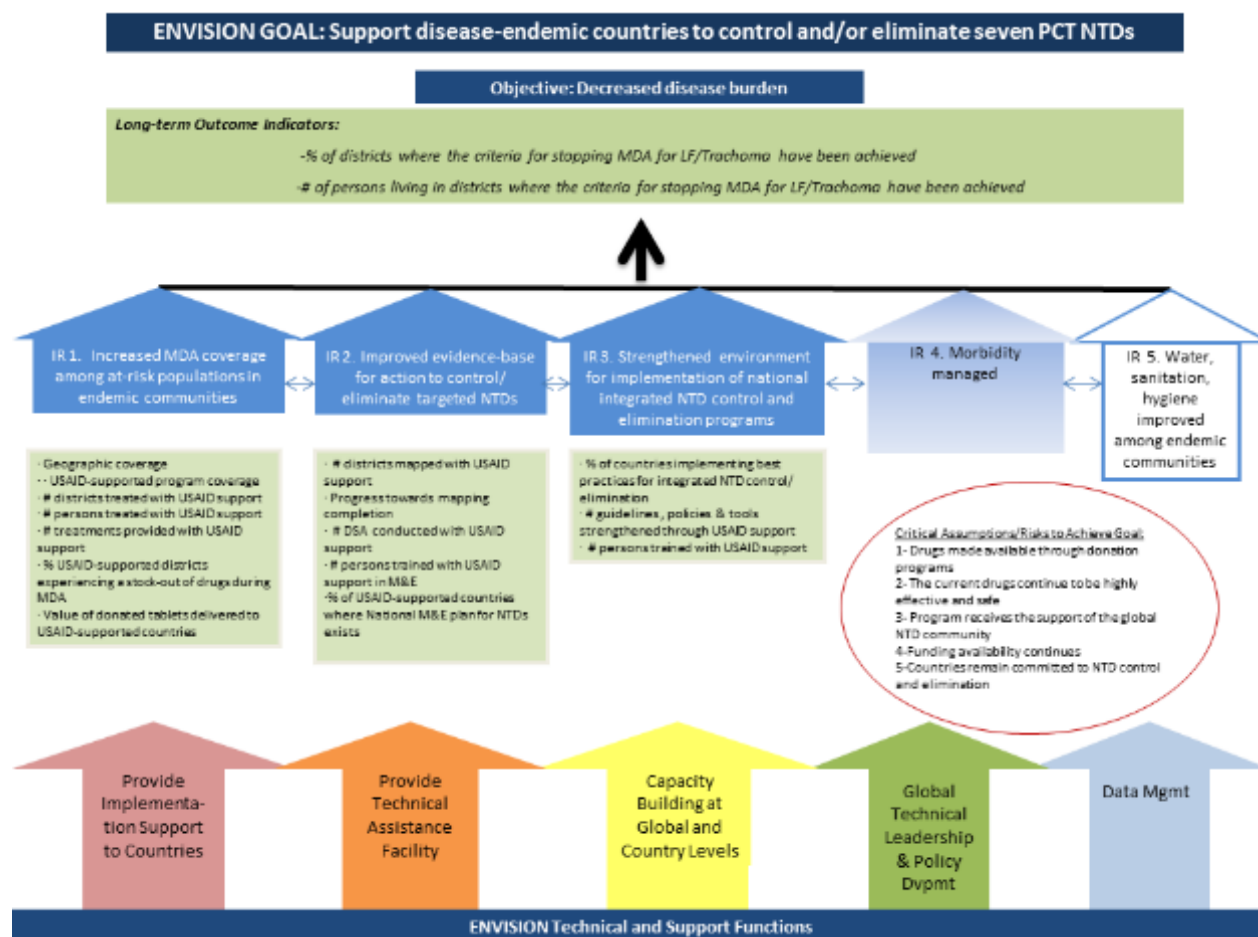 ENVISION GOAL: Support disease-endemic countries to control and/or eliminate seven PCT NTDs
Objective: Decreased disease burden
Long-term Outcome Indicators:
-% of districts where the criteria for stopping MDA for LF/Trachoma have been achieved
-# of persons living in districts where the criteria for stopping MDA for LF/Trachoma have been achieved
IR 1. Increased MDA coverage
among at-risk populations in
endemic communities
IR 2. Improved evidence-base
for action to control/
eliminate targeted NTDs
IR 3. Strengthened environment
for implementation of national
integrated NTD control and
elimination programs
IR 4. Morbidity
managed
IR 5. Water,
sanitation,
hygiene
improved
among endemic
communities
· Geographic coverage
· · USAID-supported program coverage
· # districts treated with USAID support
· # persons treated with USAID support
· # treatments provided with USAID
support
· % USAID-supported districts
experiencing a stock-out of drugs during
MDA
· Value of donated tablets delivered to
USAID-supported countries
· # districts mapped with USAID
support
· Progress towards mapping
completion
· # DSA conducted with USAID
support
· # persons trained with USAID
support in M&E
·% of USAID-supported countries
where National M&E plan for NTDs
exists
· % of countries implementing best
practices for integrated NTD control/
elimination
· # guidelines, policies & tools
strengthened through USAID support
· # persons trained with USAID support
Critical Assumptions/Risks to Achieve Goal:
1- Drugs made available through donation
programs
2- The current drugs continue to be highly
effective and safe
3- Program receives the support of the global
NTD community
4-Funding availability continues
5-Countries remain committed to NTD control
and elimination
Provide
Implementa-
tion Support
to Countries
Provide
Technical
Assistance
Facility
Capacity
Building at
Global and
Country Levels
Global
Technical
Leadership
& Policy
Dvpmt
Data Mgmt
ENVISION Technical and Support Functions